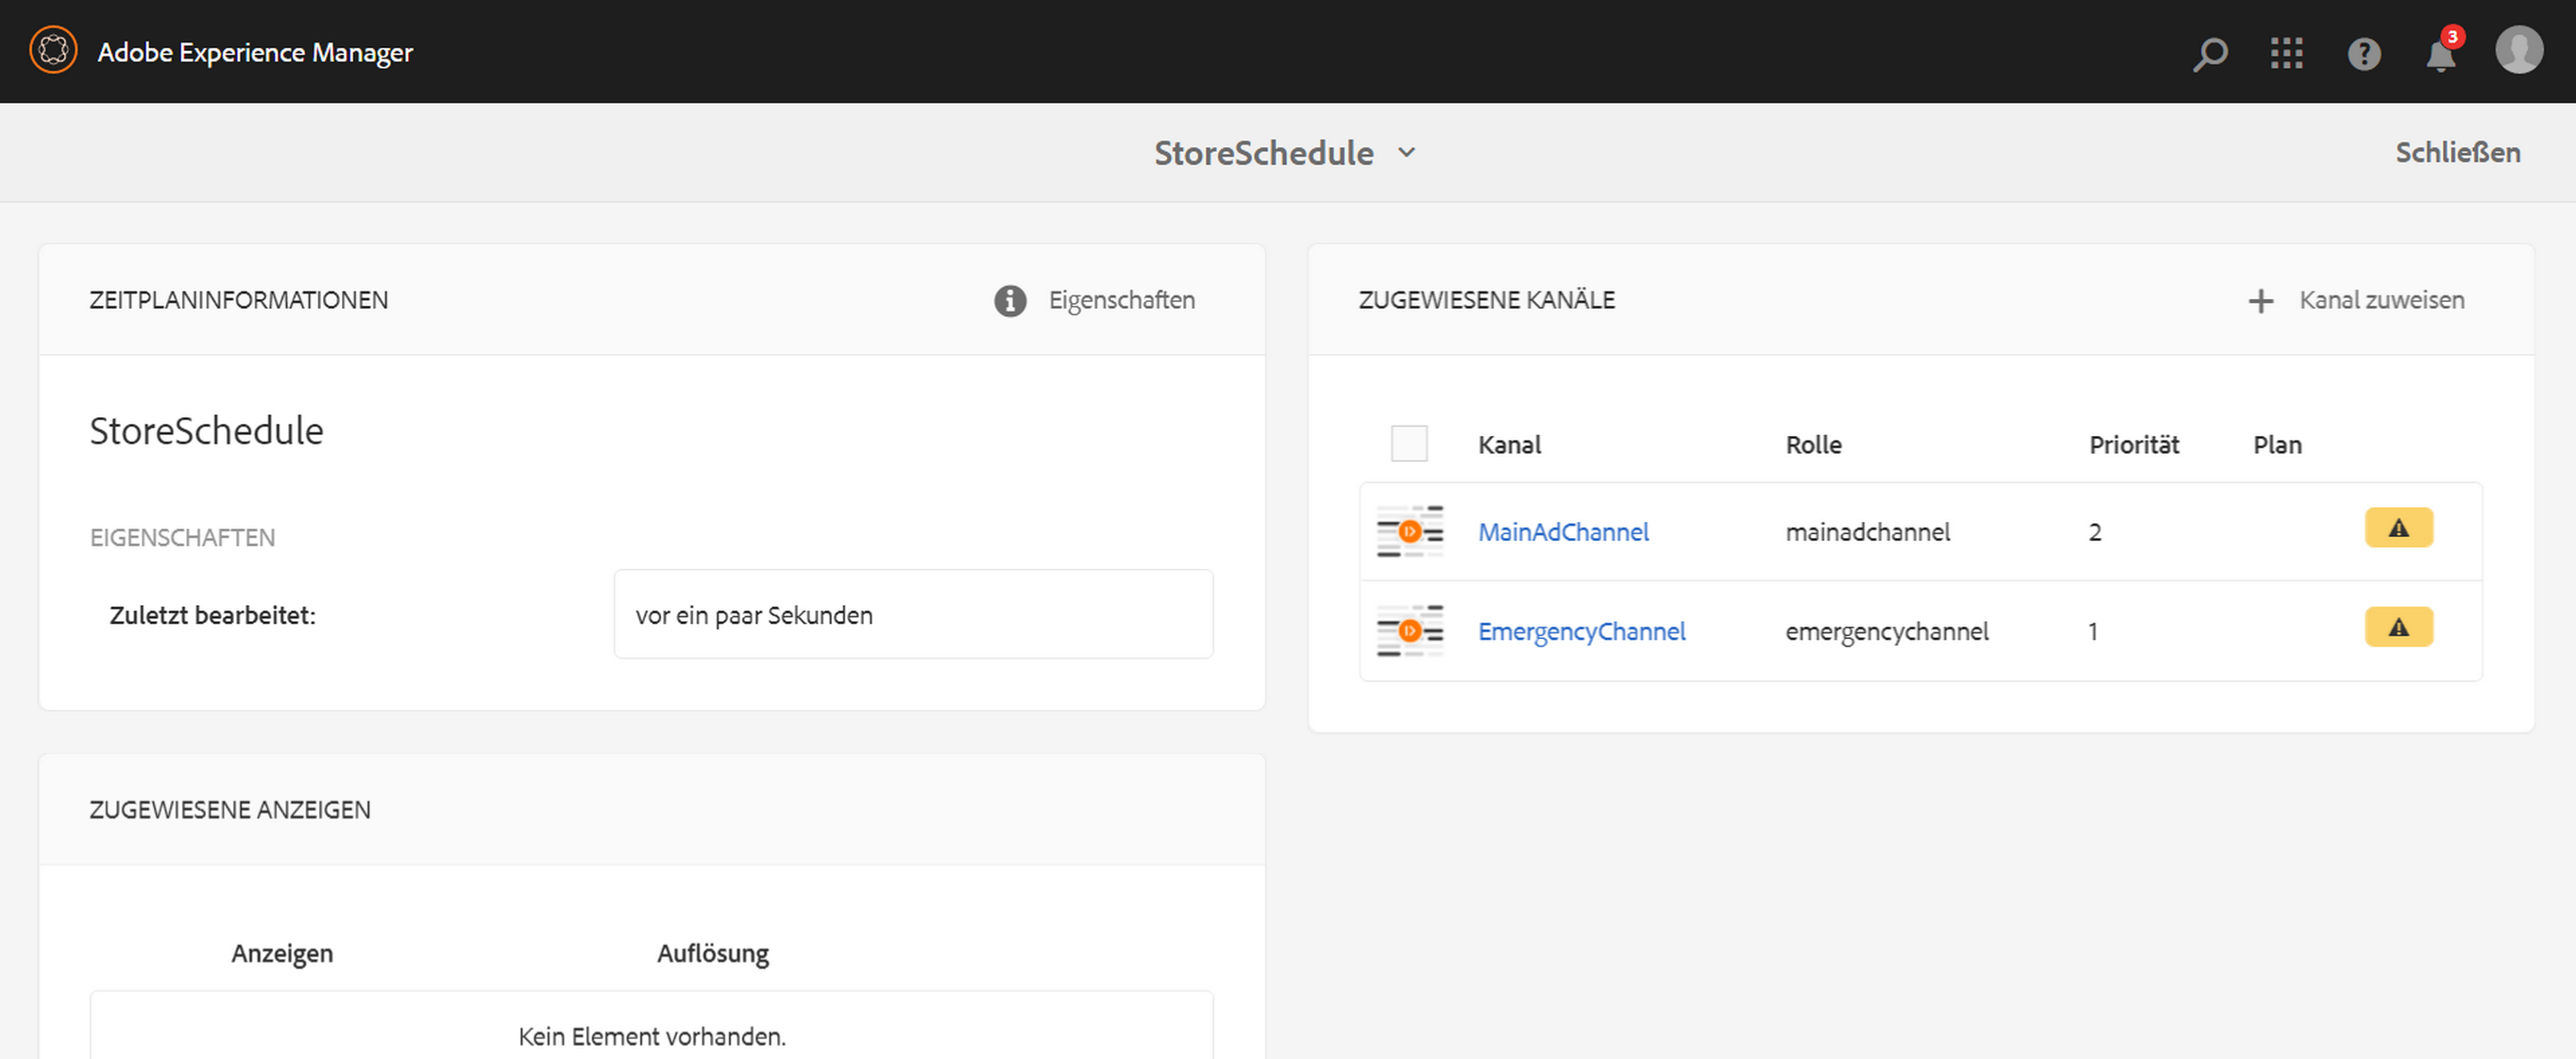 Adobe Experience Manager
3
StoreSchedule
Schließen
ZEITPLANINFORMATIONEN
Eigenschaften
StoreSchedule
EIGENSCHAFTEN
Zuletzt bearbeitet:
vor ein paar Sekunden
ZUGEWIESENE KANÄLE
Kanal zuweisen
Kanal Rolle Priorität Plan
MainAdChannel mainadchannel 2
EmergencyChannel emergencychannel 1
ZUGEWIESENE ANZEIGEN
Anzeigen Auflösung
Kein Element vorhanden.